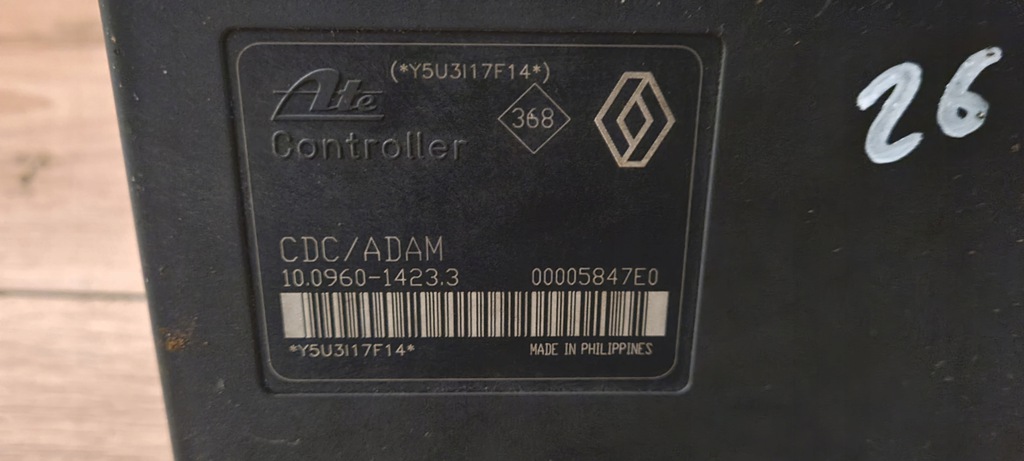 (*Y5U3I17F14*)
Ate
368
Controller
26
CDC/ADAM
10.0960-1423.3 00005847E0
*Y5U3I17F14*
MADE IN PHILIPPINES